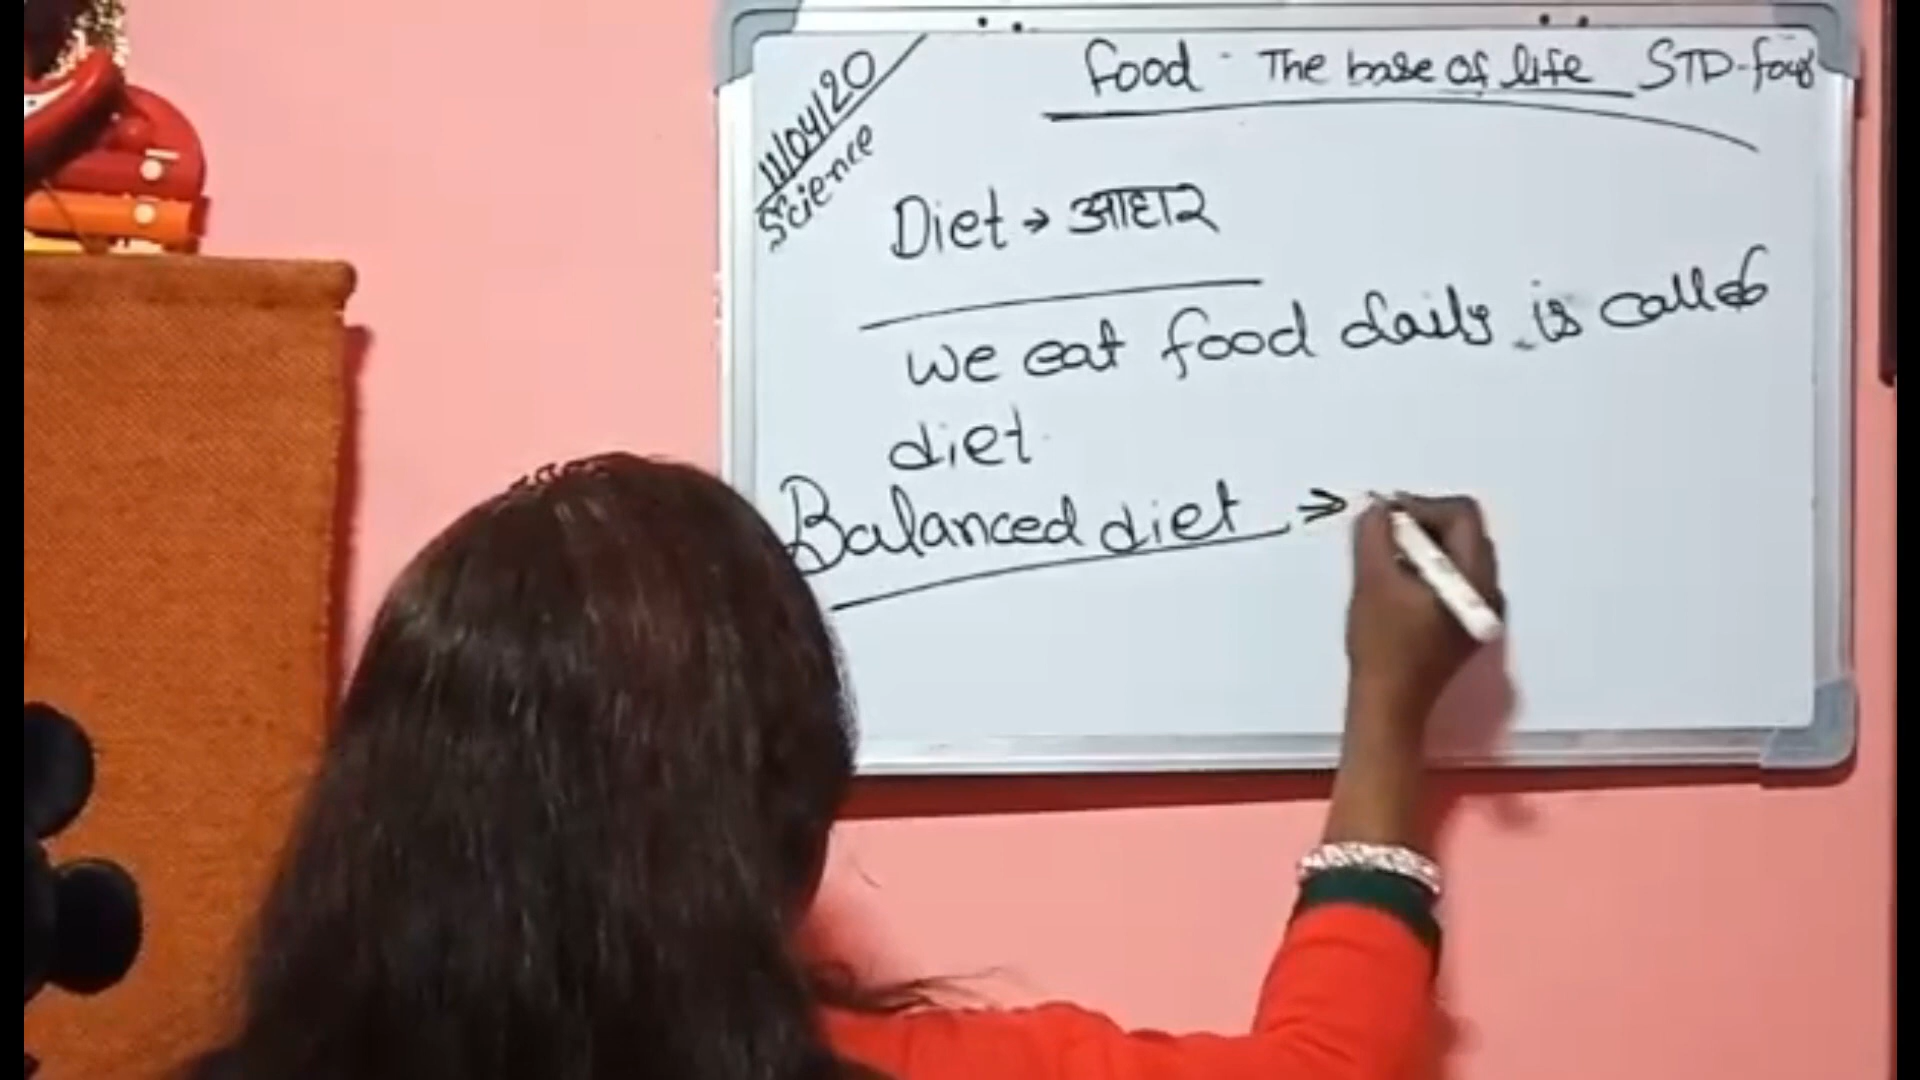 11/04/20
Science
Food - The base of life STD-four
Diet → आहार
we eat food daily is called
diet
Balanced diet →